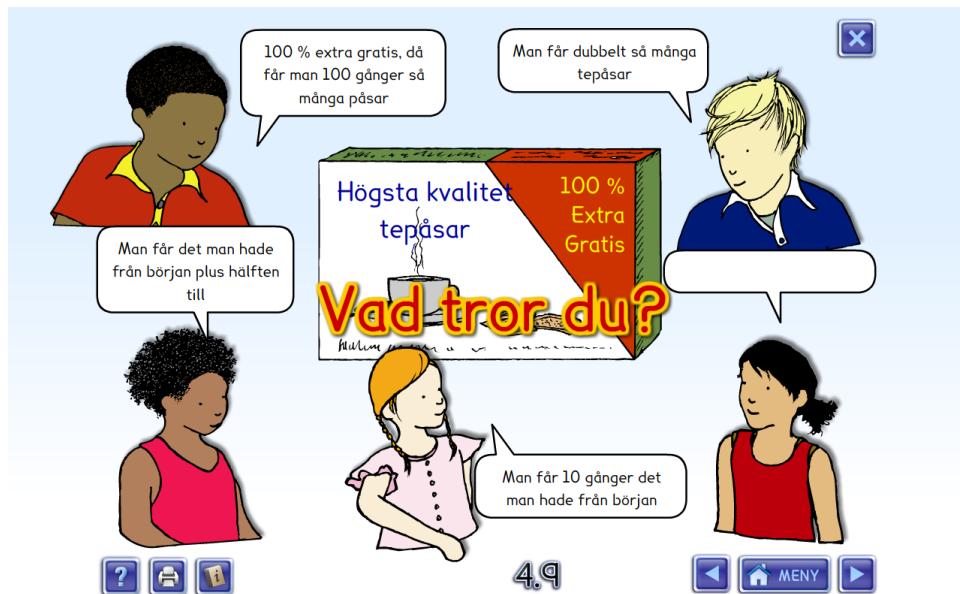 100 % extra gratis, då
får man 100 gånger så
många påsar
Man får dubbelt så många
tepåsar
Högsta kvalitet
tepåsar
100 %
Extra
Gratis
Man får det man hade
från början plus hälften
till
Vad tror du?
Man får 10 gånger det
man hade från början
?
i
4.9
MENY